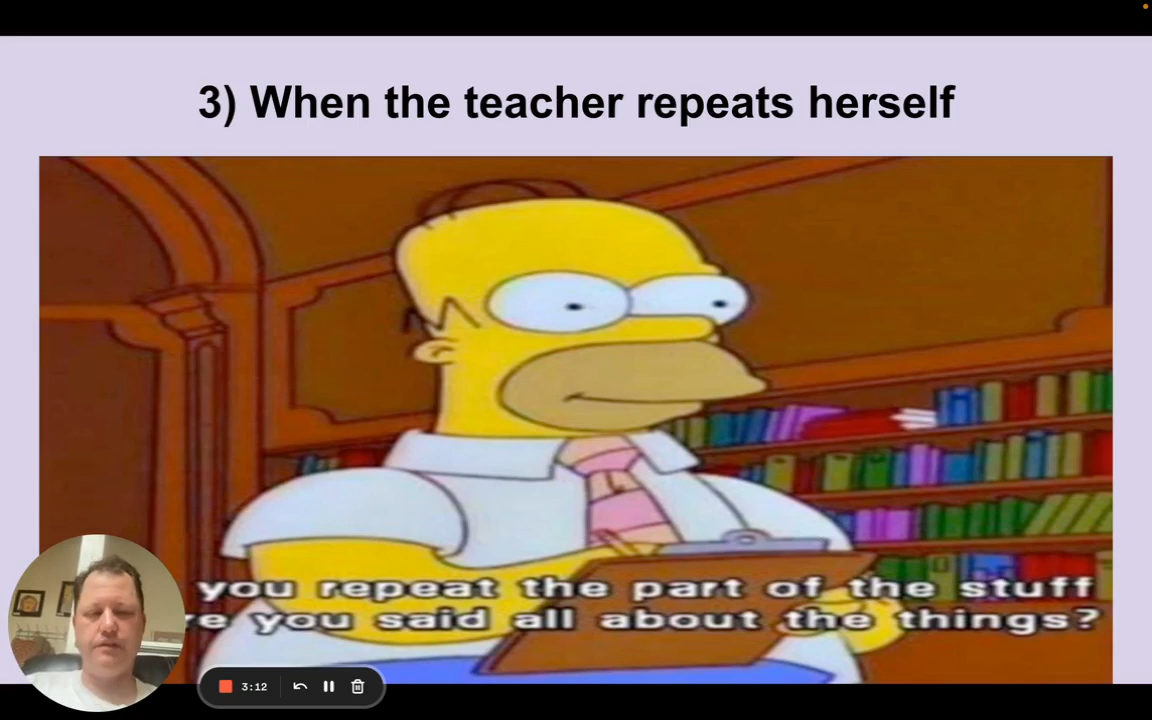 3) When the teacher repeats herself
you repeat the part of the stuff
re you said all about the things?
3:12